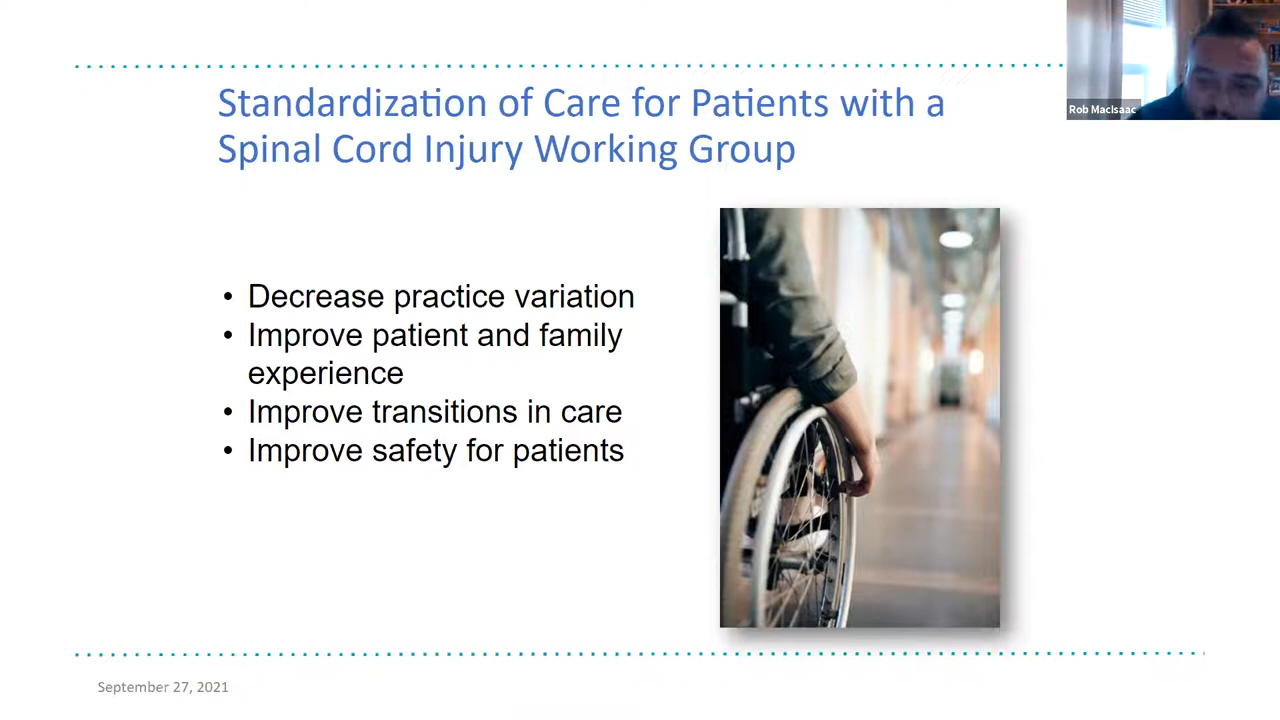 Standardization of Care for Patients with a
Spinal Cord Injury Working Group
Rob MacIsaac
• Decrease practice variation
• Improve patient and family
experience
• Improve transitions in care
• Improve safety for patients
September 27, 2021